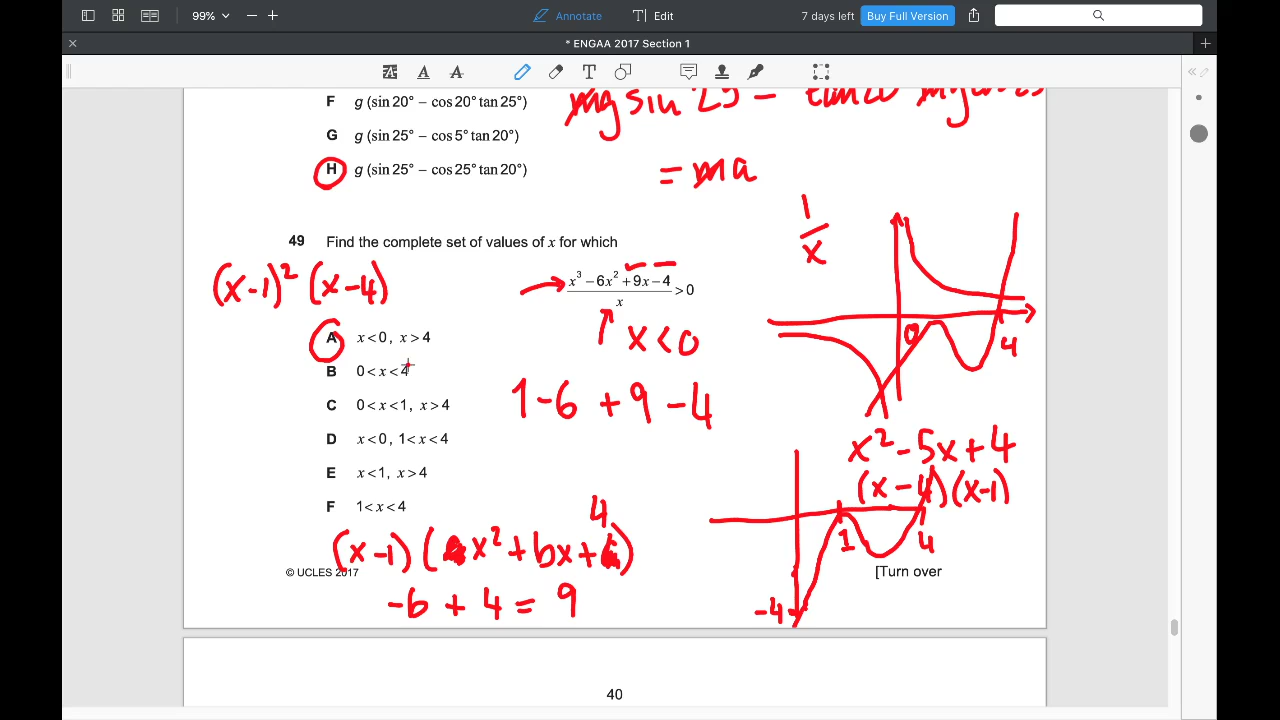 99%
Annotate
Edit
7 days left
Buy Full Version
* ENGAA 2017 Section 1
F g (sin 20° − cos 20° tan 25°)
G g (sin 25° − cos 5° tan 20°)
H g (sin 25° − cos 25° tan 20°)
mg sin 25 −
= ma
1/x
49 Find the complete set of values of x for which
(x-1)² (x-4)
x³ − 6x² + 9x − 4
x
> 0
x < 0
0
4
A x < 0, x > 4
B 0 < x < 4
C 0 < x < 1, x > 4
D x < 0, 1 < x < 4
E x < 1, x > 4
F 1 < x < 4
1 - 6 + 9 - 4
x² - 5x + 4
(x - 4)(x-1)
4
(x-1)( x² + bx + )
-6 + 4 = 9
1
4
-4
© UCLES 2017
[Turn over
40